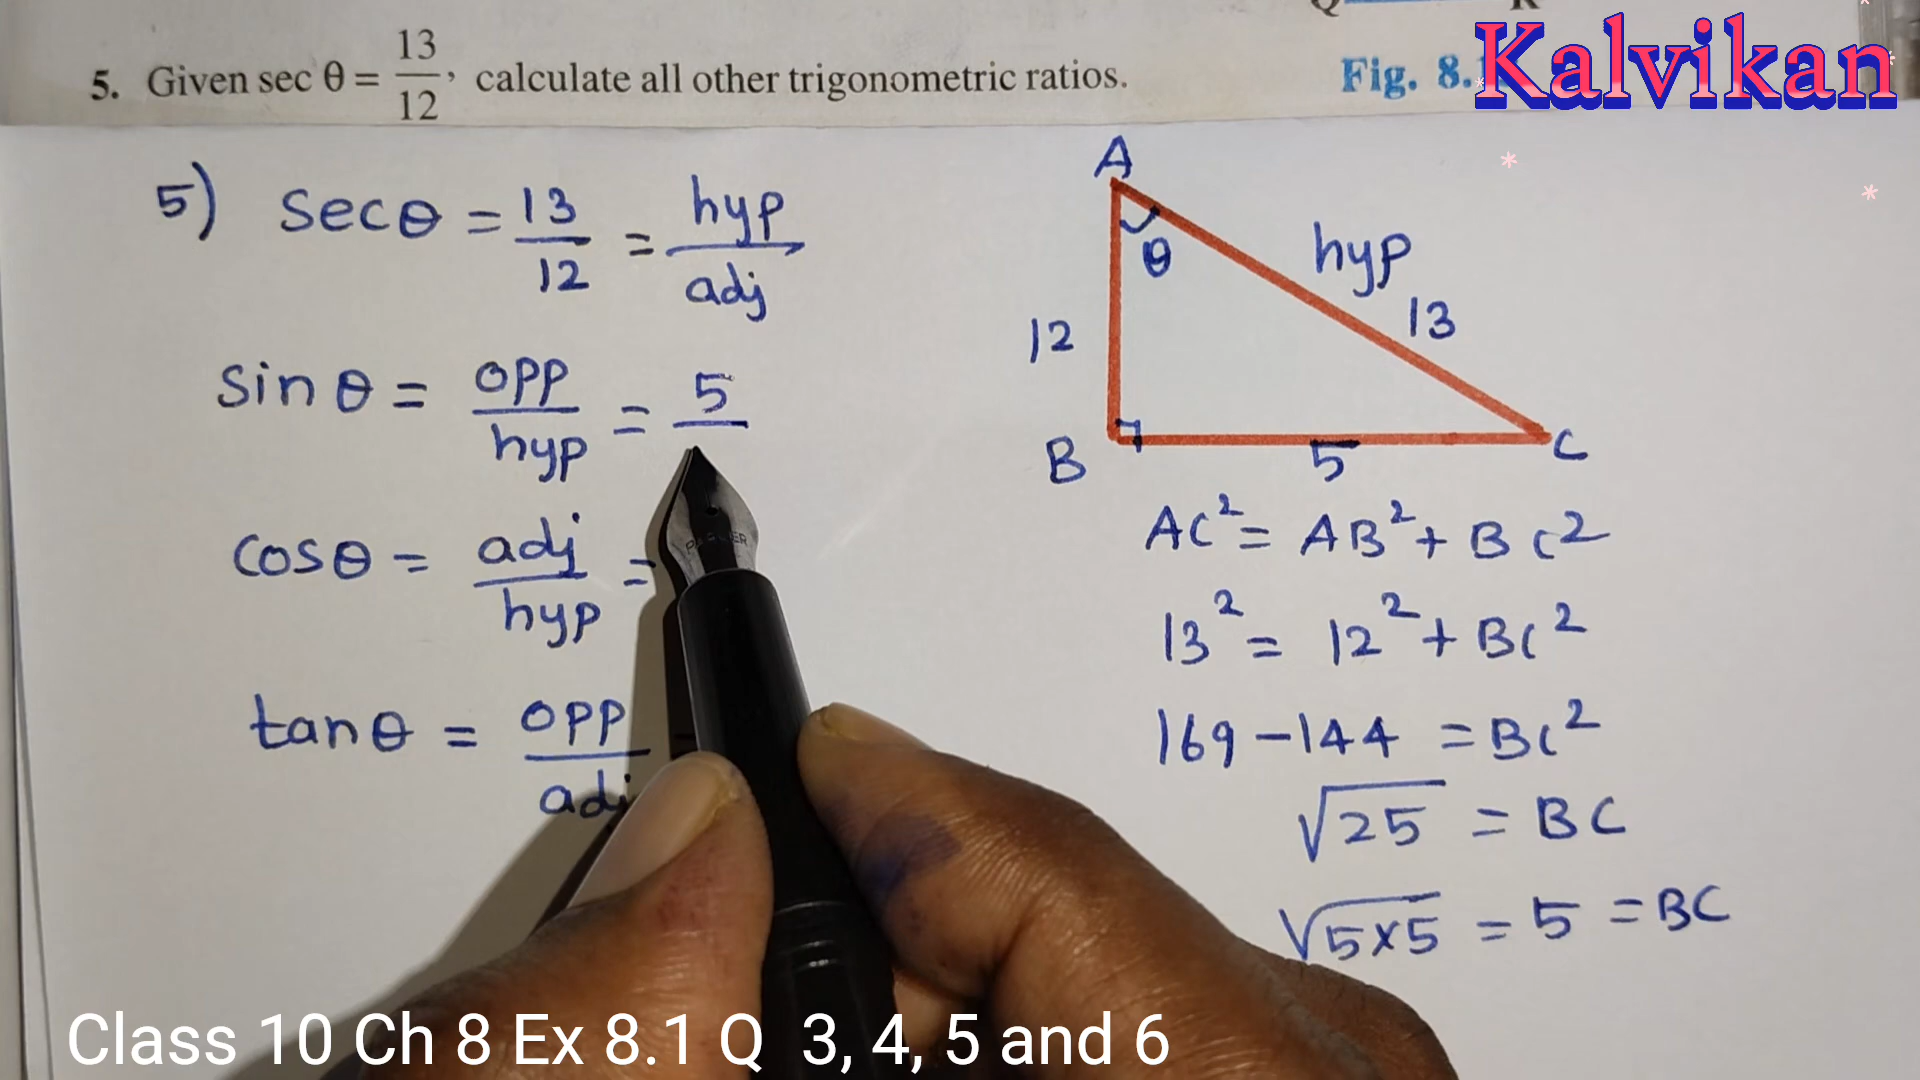 5. Given sec θ = 13/12, calculate all other trigonometric ratios.
Fig. 8.
Kalvikan
5) secθ = 13/12 = hyp/adj
sinθ = opp/hyp = 5/
cosθ = adj/hyp =
tanθ = opp/adj
A
θ
hyp
13
12
B
5
C
AC² = AB² + BC²
13² = 12² + BC²
169 - 144 = BC²
√25 = BC
√5×5 = 5 = BC
PARKER
Class 10 Ch 8 Ex 8.1 Q 3, 4, 5 and 6